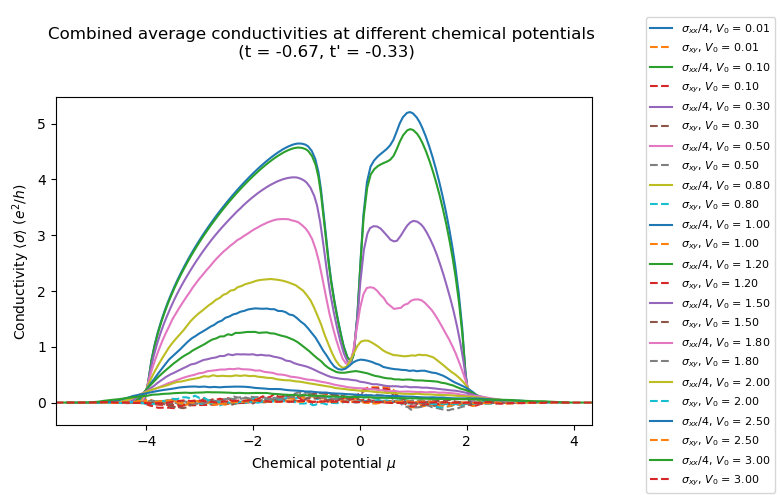 Combined average conductivities at different chemical potentials
(t = -0.67, t' = -0.33)
Conductivity ⟨σ⟩ (e²/h)
5
4
3
2
1
0
−4
−2
0
2
4
Chemical potential μ
σxx/4, V₀ = 0.01
σxy, V₀ = 0.01
σxx/4, V₀ = 0.10
σxy, V₀ = 0.10
σxx/4, V₀ = 0.30
σxy, V₀ = 0.30
σxx/4, V₀ = 0.50
σxy, V₀ = 0.50
σxx/4, V₀ = 0.80
σxy, V₀ = 0.80
σxx/4, V₀ = 1.00
σxy, V₀ = 1.00
σxx/4, V₀ = 1.20
σxy, V₀ = 1.20
σxx/4, V₀ = 1.50
σxy, V₀ = 1.50
σxx/4, V₀ = 1.80
σxy, V₀ = 1.80
σxx/4, V₀ = 2.00
σxy, V₀ = 2.00
σxx/4, V₀ = 2.50
σxy, V₀ = 2.50
σxx/4, V₀ = 3.00
σxy, V₀ = 3.00